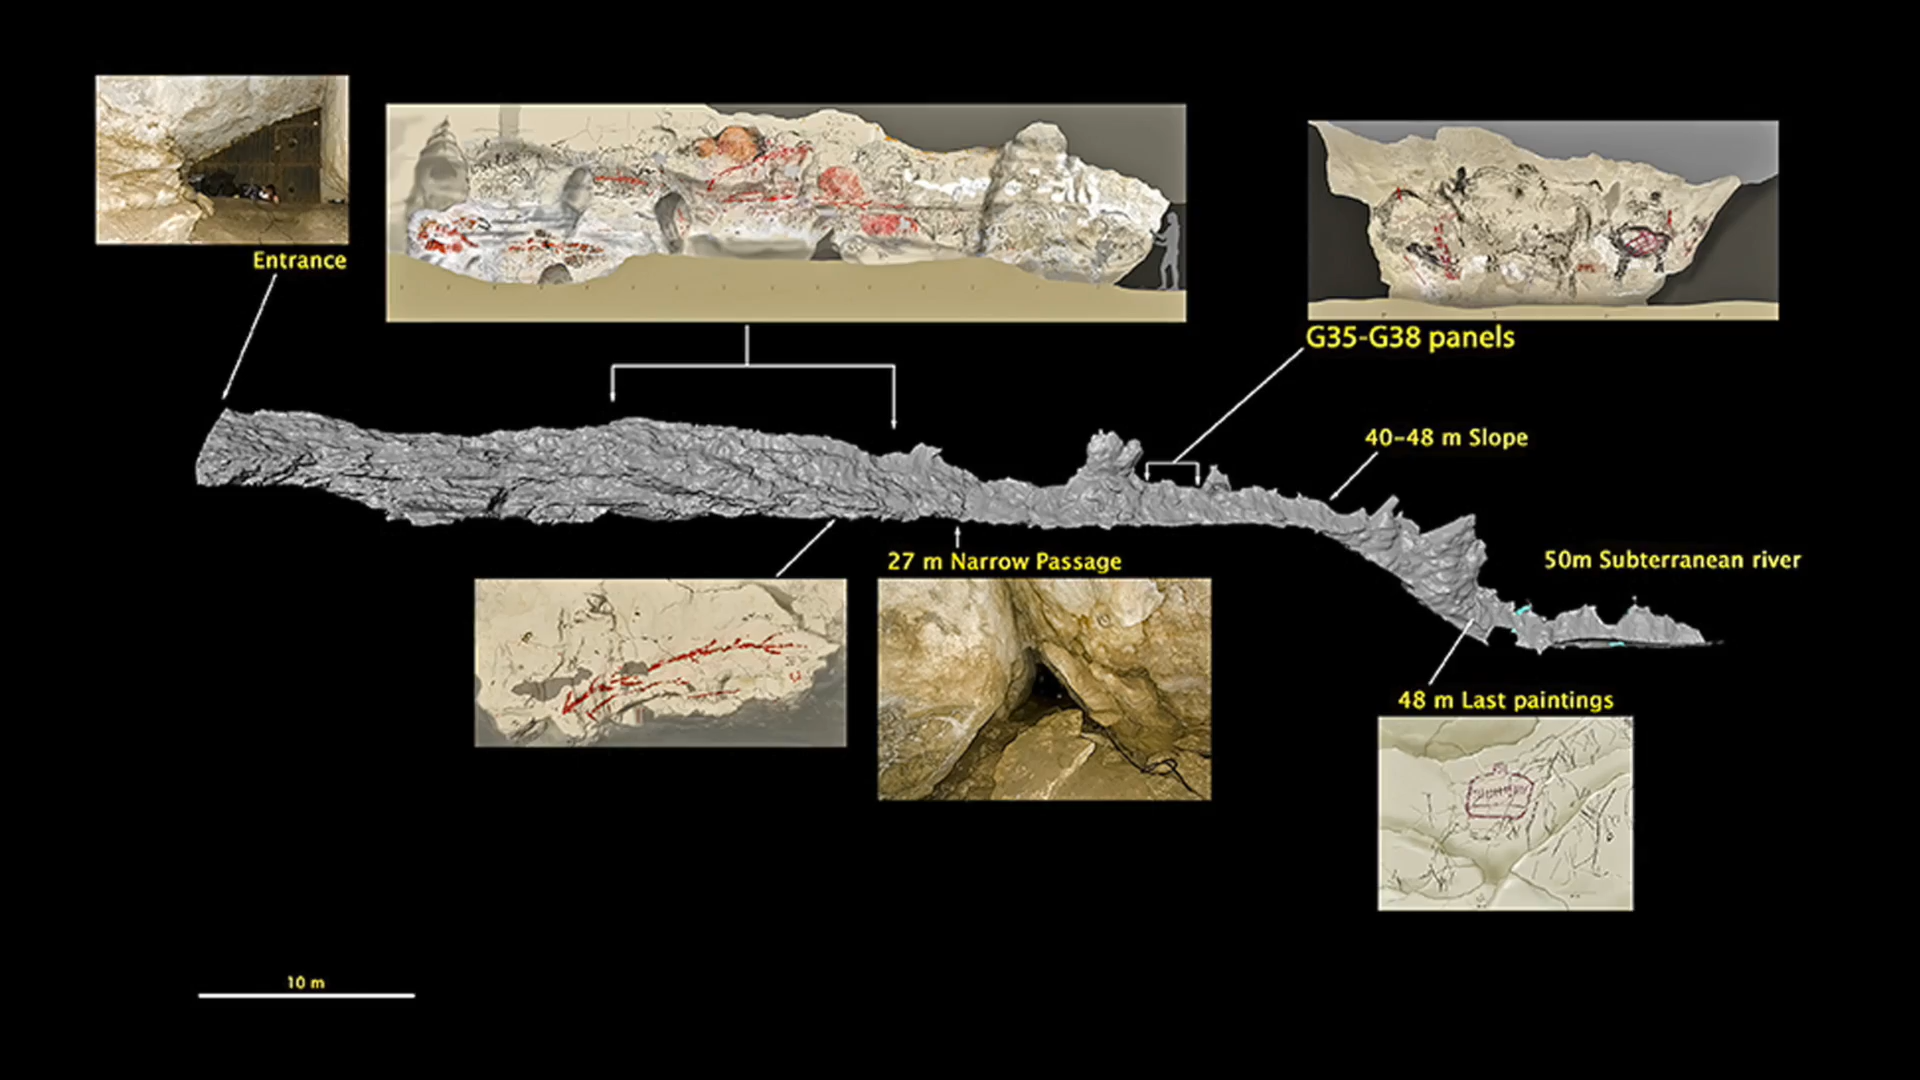 Entrance
G35-G38 panels
40-48 m Slope
27 m Narrow Passage
50m Subterranean river
48 m Last paintings
10 m